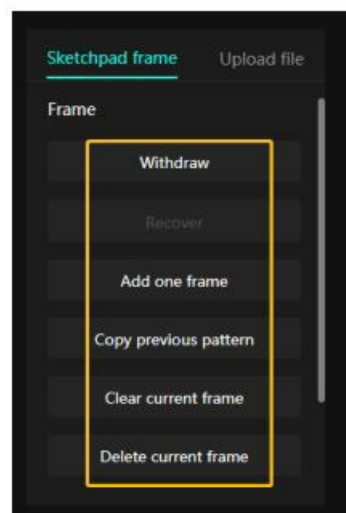 Sketchpad frame Upload file
Frame
Withdraw
Recover
Add one frame
Copy previous pattern
Clear current frame
Delete current frame